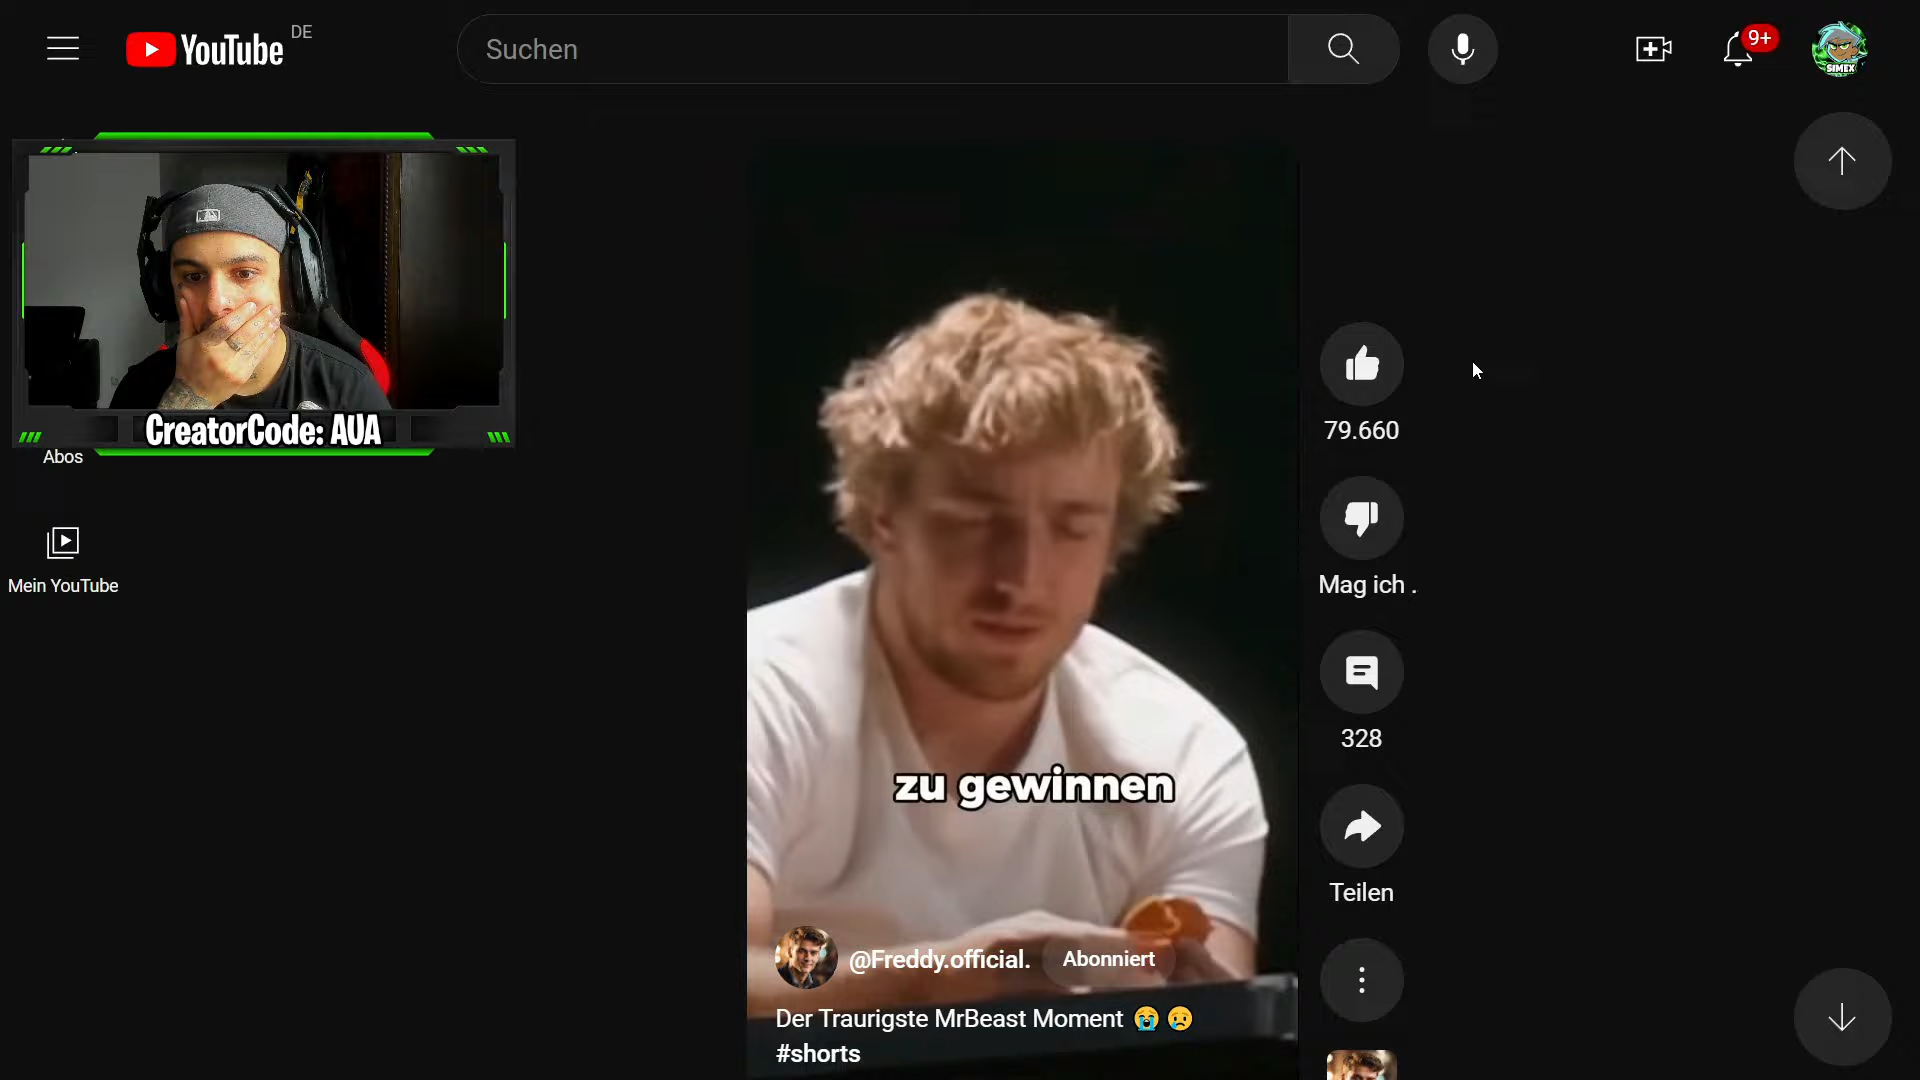 YouTube DE
Suchen
9+
SIMEX
CreatorCode: AUA
Abos
Mein YouTube
79.660
Mag ich .
328
Teilen
zu gewinnen
@Freddy.official. Abonniert
Der Traurigste MrBeast Moment 😭 😢
#shorts